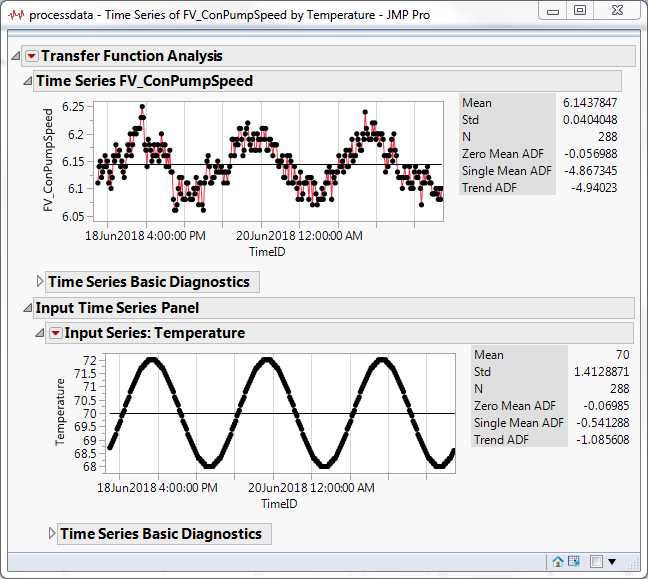 processdata - Time Series of FV_ConPumpSpeed by Temperature - JMP Pro
Transfer Function Analysis
Time Series FV_ConPumpSpeed
FV_ConPumpSpeed
6.25
6.2
6.15
6.1
6.05
18Jun2018 4:00:00 PM 20Jun2018 12:00:00 AM
TimeID
Mean 6.1437847
Std 0.0404048
N 288
Zero Mean ADF -0.056988
Single Mean ADF -4.867345
Trend ADF -4.94023
Time Series Basic Diagnostics
Input Time Series Panel
Input Series: Temperature
Temperature
72
71.5
71
70.5
70
69.5
69
68.5
68
18Jun2018 4:00:00 PM 20Jun2018 12:00:00 AM
TimeID
Mean 70
Std 1.4128871
N 288
Zero Mean ADF -0.06985
Single Mean ADF -0.541288
Trend ADF -1.085608
Time Series Basic Diagnostics